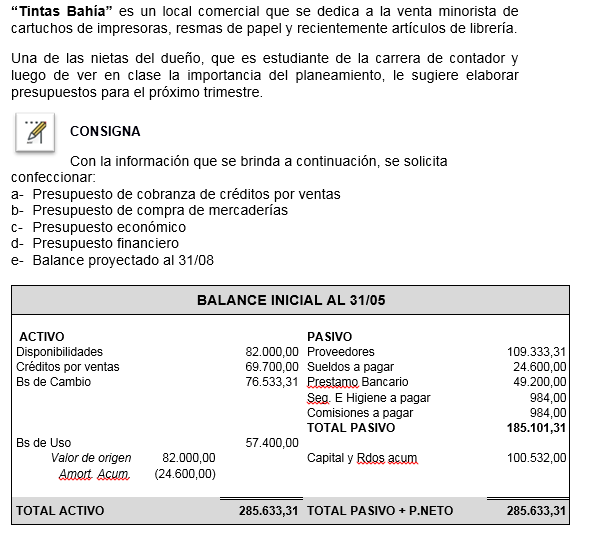 “Tintas Bahía” es un local comercial que se dedica a la venta minorista de
cartuchos de impresoras, resmas de papel y recientemente artículos de librería.
Una de las nietas del dueño, que es estudiante de la carrera de contador y
luego de ver en clase la importancia del planeamiento, le sugiere elaborar
presupuestos para el próximo trimestre.
CONSIGNA
Con la información que se brinda a continuación, se solicita
confeccionar:
a- Presupuesto de cobranza de créditos por ventas
b- Presupuesto de compra de mercaderías
c- Presupuesto económico
d- Presupuesto financiero
e- Balance proyectado al 31/08
BALANCE INICIAL AL 31/05
ACTIVO PASIVO
Disponibilidades 82.000,00 Proveedores 109.333,31
Créditos por ventas 69.700,00 Sueldos a pagar 24.600,00
Bs de Cambio 76.533,31 Prestamo Bancario 49.200,00
Seg. E Higiene a pagar 984,00
Comisiones a pagar 984,00
TOTAL PASIVO 185.101,31
Bs de Uso 57.400,00
Valor de origen 82.000,00 Capital y Rdos acum 100.532,00
Amort. Acum. (24.600,00)
TOTAL ACTIVO 285.633,31 TOTAL PASIVO + P.NETO 285.633,31